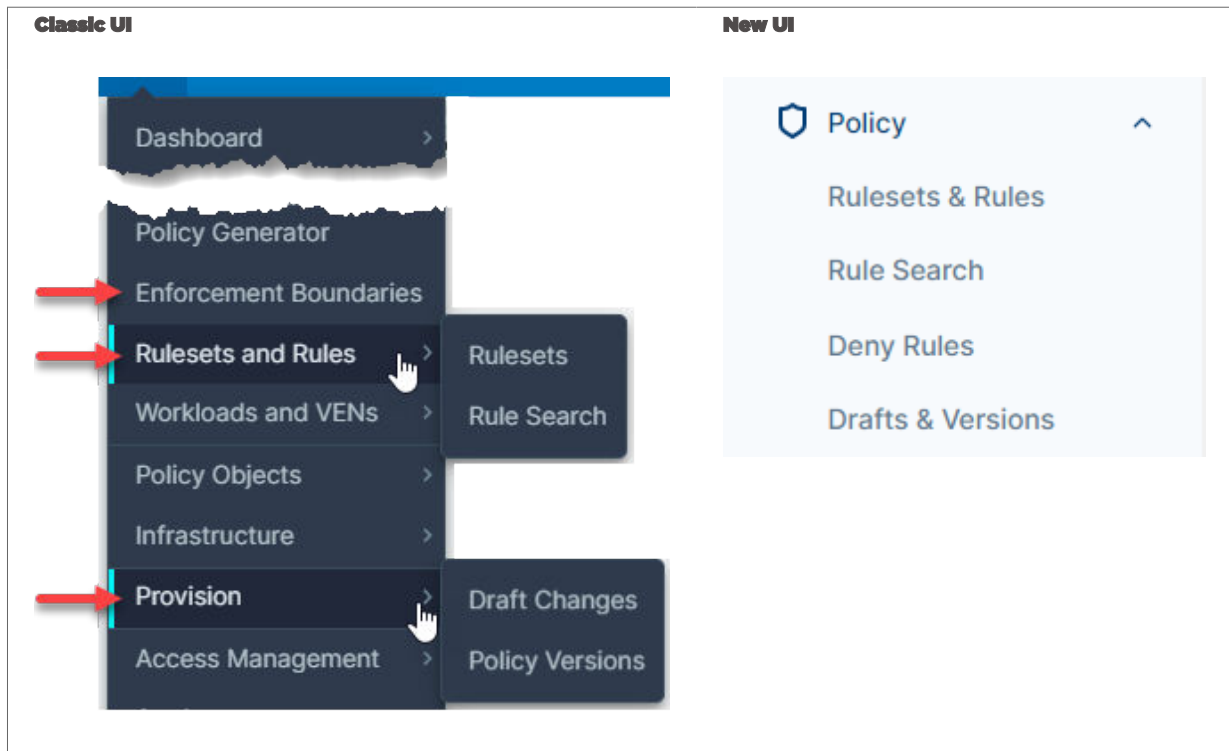 Classic UI
New UI
Dashboard
Policy Generator
Enforcement Boundaries
Rulesets and Rules
Rulesets
Workloads and VENs
Rule Search
Policy Objects
Infrastructure
Provision
Draft Changes
Access Management
Policy Versions
Policy
Rulesets & Rules
Rule Search
Deny Rules
Drafts & Versions